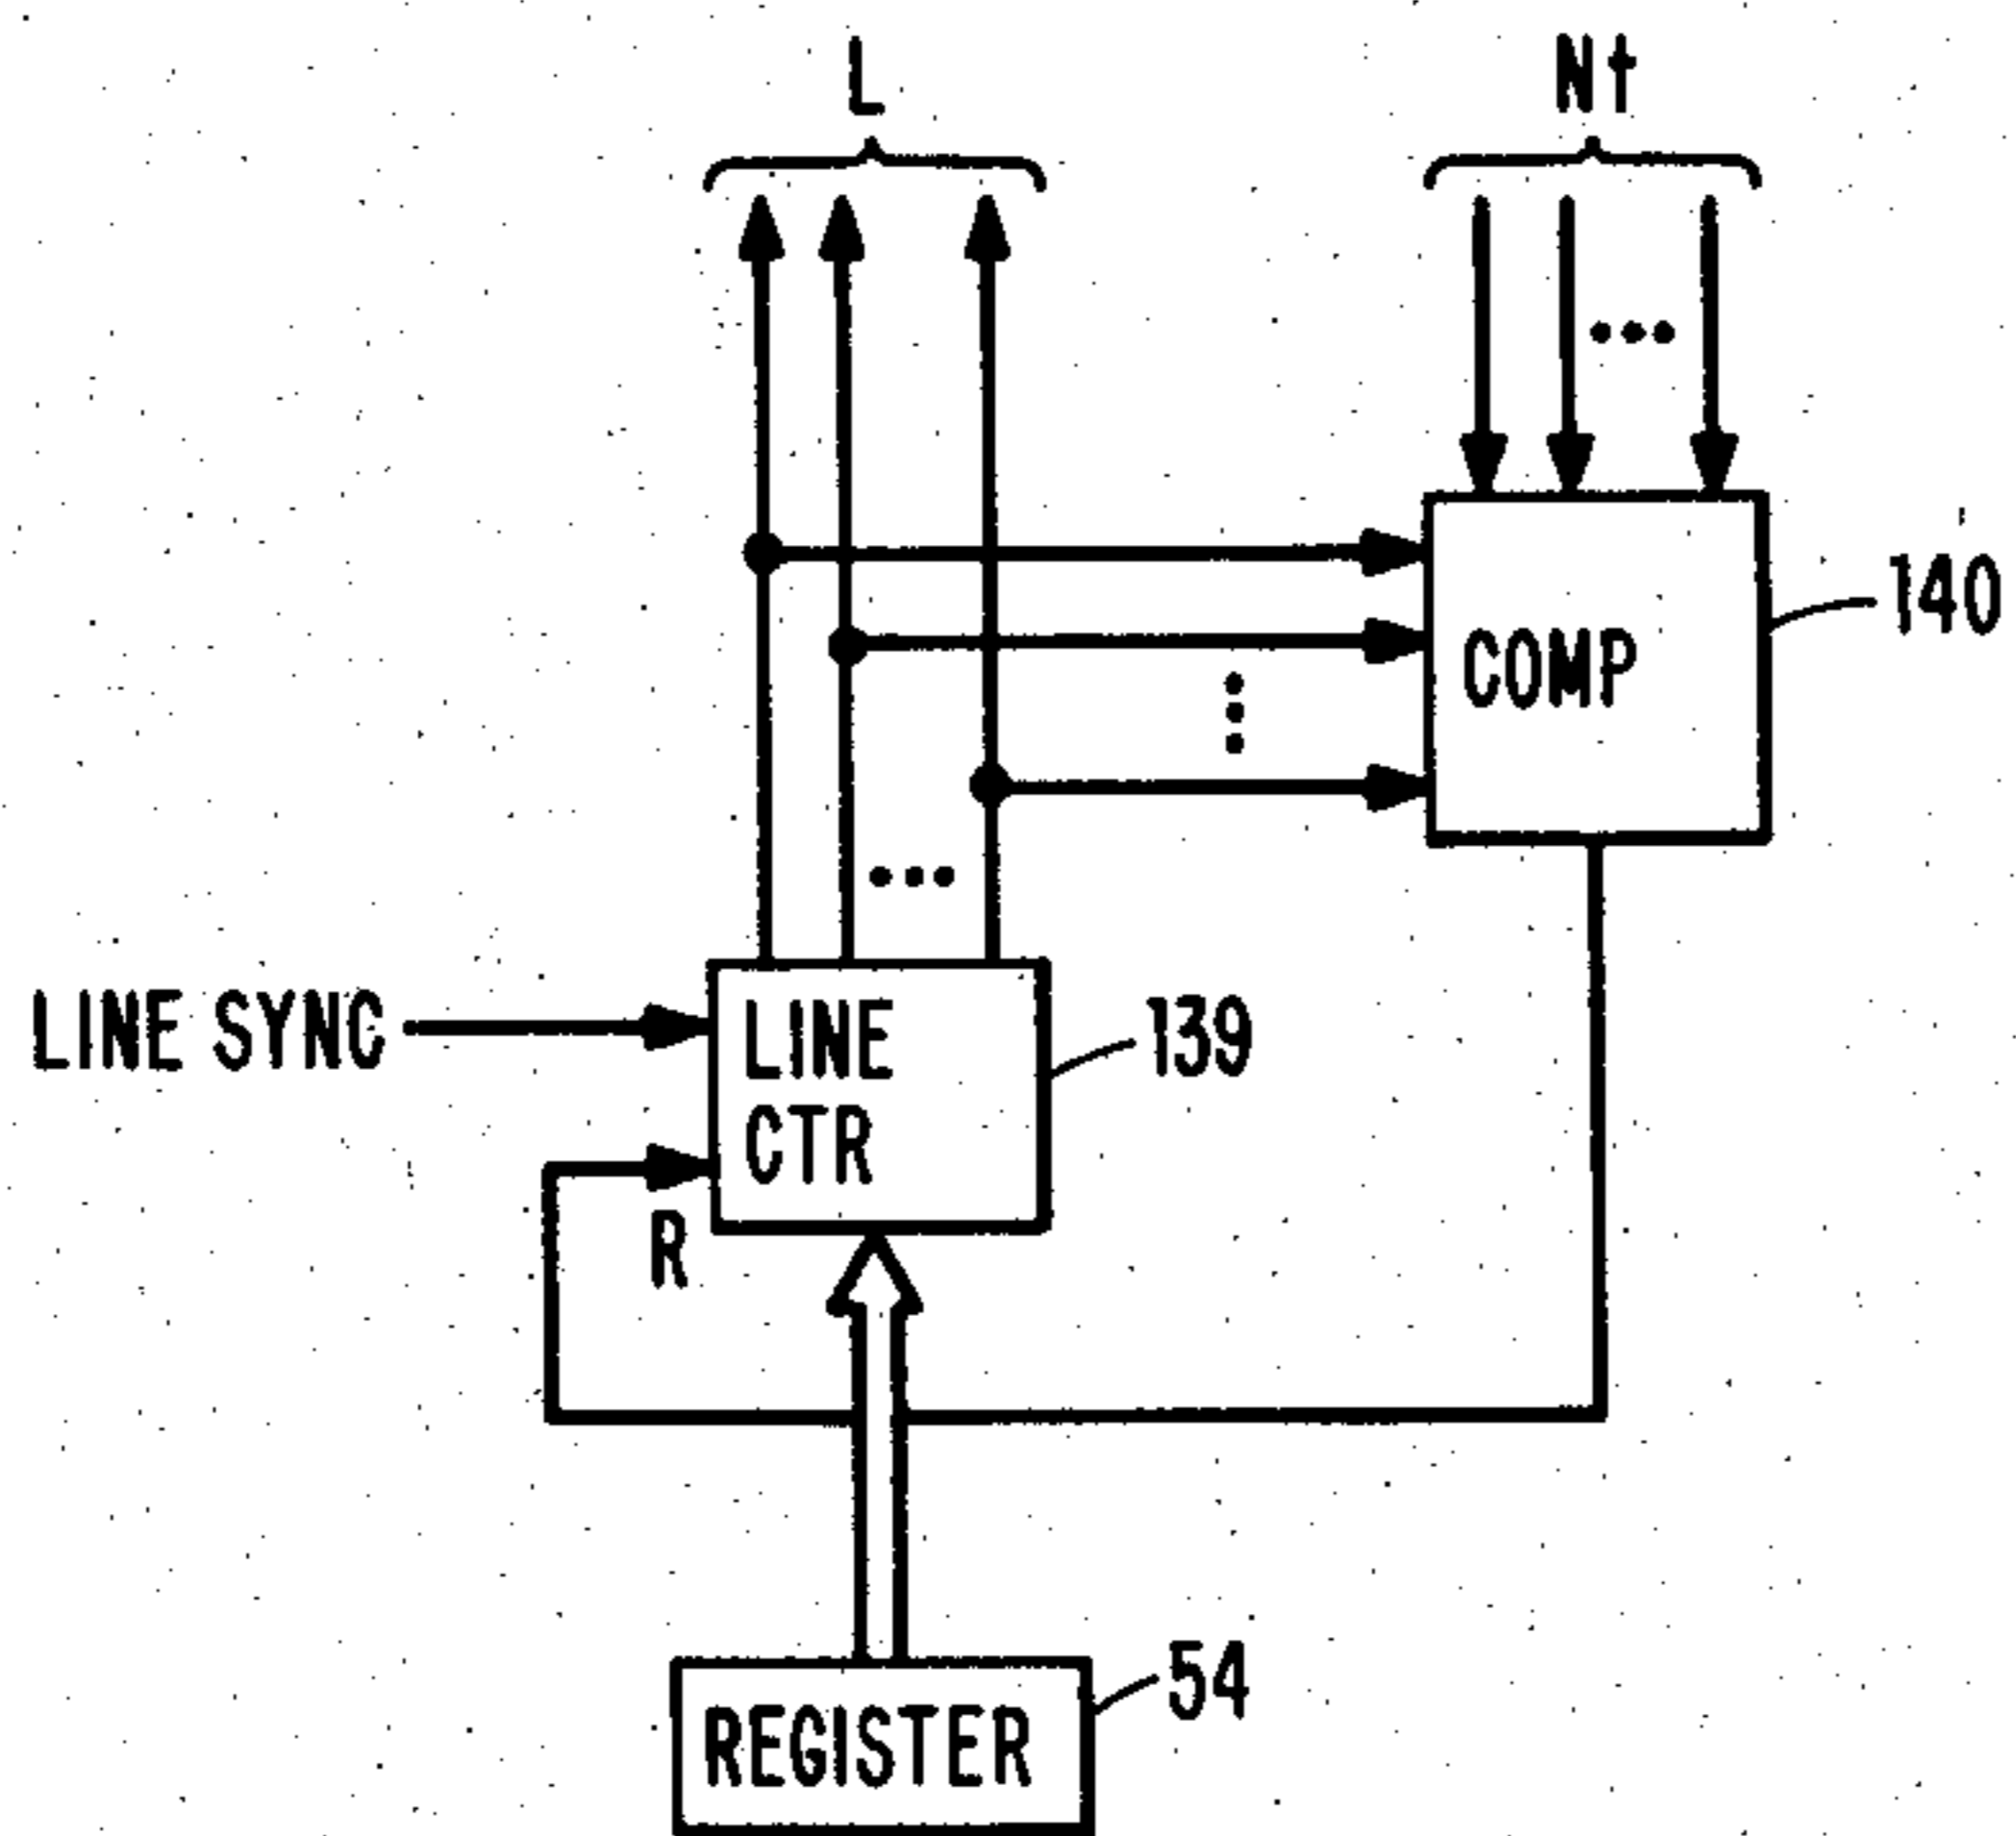 L
Nt
140
COMP
LINE SYNC
LINE
CTR
139
R
54
REGISTER